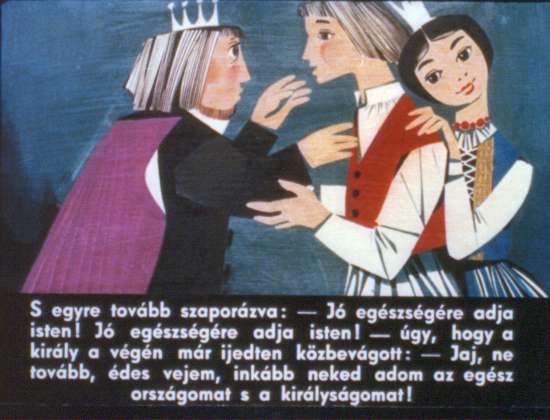 S egyre tovább szaporázva: — Jó egészségére adja
isten! Jó egészségére adja isten! — úgy, hogy a
király a végén már ijedten közbevágott: — Jaj, ne
tovább, édes vejem, inkább neked adom az egész
országomat s a királyságomat!